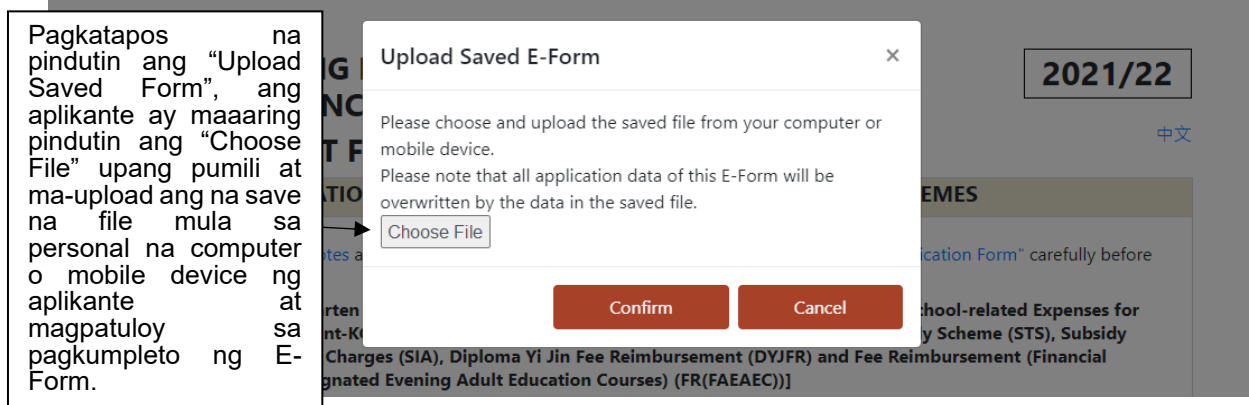 Pagkatapos na
pindutin ang “Upload
Saved Form”, ang
aplikante ay maaaring
pindutin ang “Choose
File” upang pumili at
ma-upload ang na save
na file mula sa
personal na computer
o mobile device ng
aplikante at
magpatuloy sa
pagkumpleto ng E-
Form.
Upload Saved E-Form ×
Please choose and upload the saved file from your computer or
mobile device.
Please note that all application data of this E-Form will be
overwritten by the data in the saved file.
Choose File
Confirm Cancel
2021/22
中文
EMES
ication Form" carefully before
rten
hool-related Expenses for
y Scheme (STS), Subsidy
Charges (SIA), Diploma Yi Jin Fee Reimbursement (DYJFR) and Fee Reimbursement (Financial
gnated Evening Adult Education Courses) (FR(FAEAEC))]